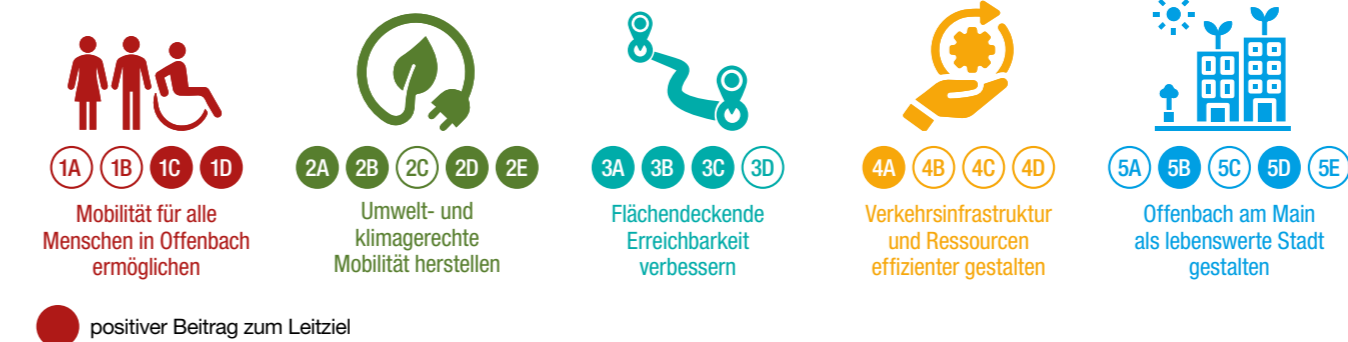 1A 1B 1C 1D
Mobilität für alle
Menschen in Offenbach
ermöglichen
2A 2B 2C 2D 2E
Umwelt- und
klimagerechte
Mobilität herstellen
3A 3B 3C 3D
Flächendeckende
Erreichbarkeit
verbessern
4A 4B 4C 4D
Verkehrsinfrastruktur
und Ressourcen
effizienter gestalten
5A 5B 5C 5D 5E
Offenbach am Main
als lebenswerte Stadt
gestalten
positiver Beitrag zum Leitziel